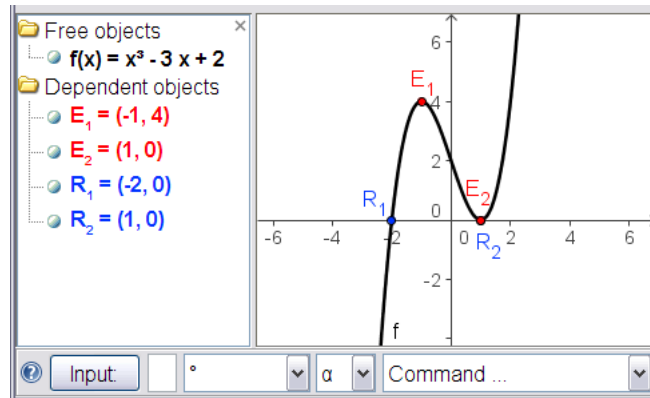 Free objects
f(x) = x³ - 3 x + 2
Dependent objects
E₁ = (-1, 4)
E₂ = (1, 0)
R₁ = (-2, 0)
R₂ = (1, 0)
6
E₁
4
2
R₁
E₂
0
-6
-4
-2
0
R₂
2
4
6
-2
f
Input:
°
α
Command ...